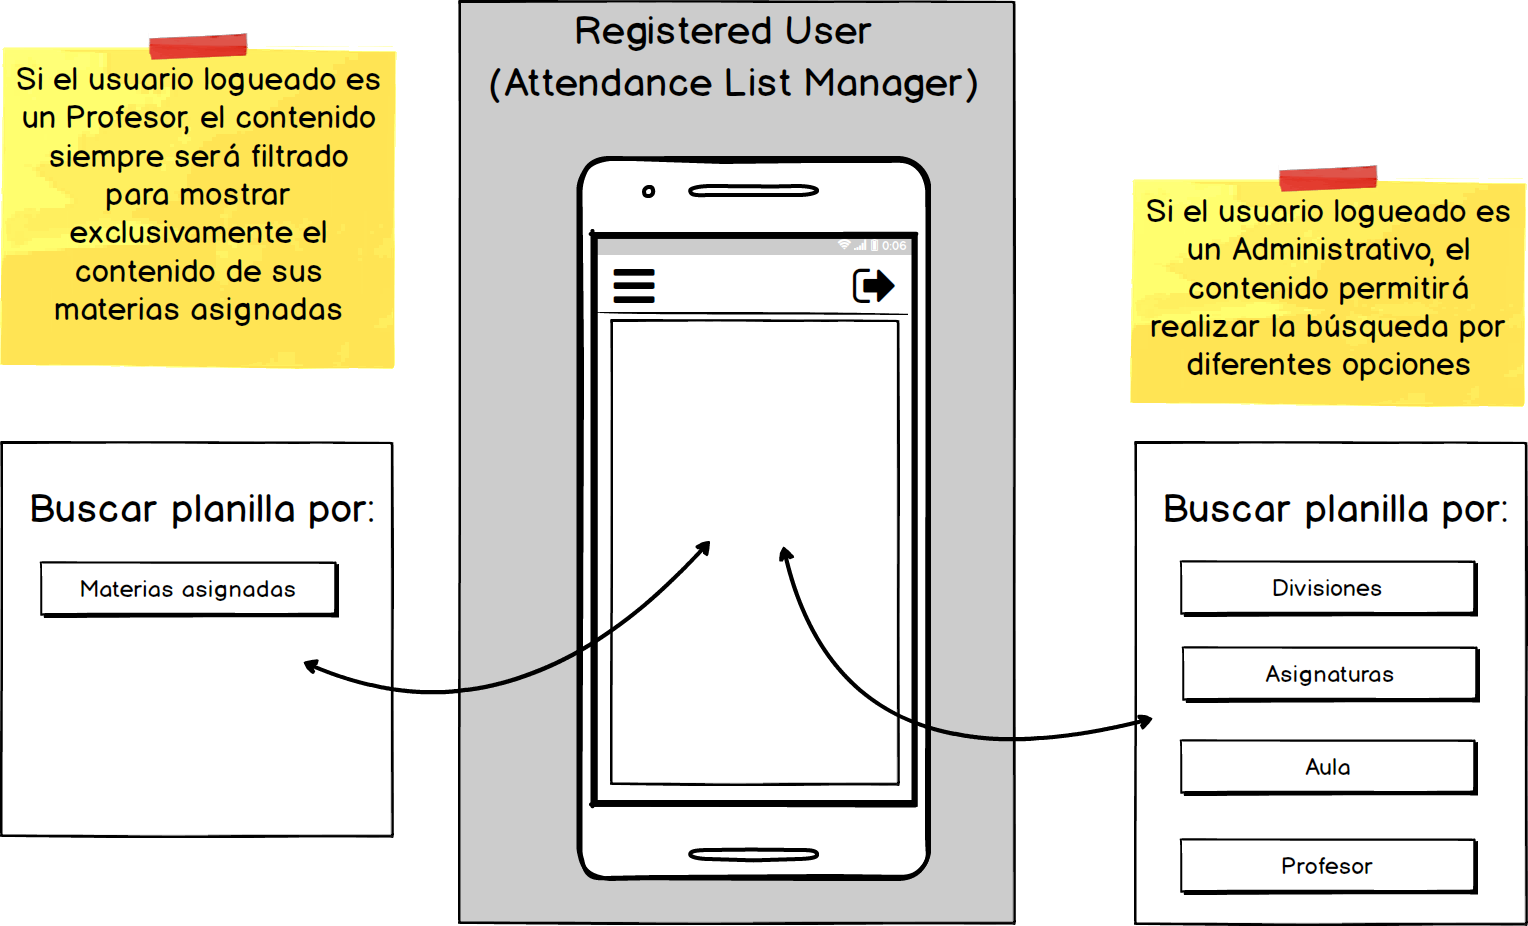 Registered User
(Attendance List Manager)
Si el usuario logueado es
un Profesor, el contenido
siempre será filtrado
para mostrar
exclusivamente el
contenido de sus
materias asignadas
Buscar planilla por:
Materias asignadas
0:06
Si el usuario logueado es
un Administrativo, el
contenido permitirá
realizar la búsqueda por
diferentes opciones
Buscar planilla por:
Divisiones
Asignaturas
Aula
Profesor